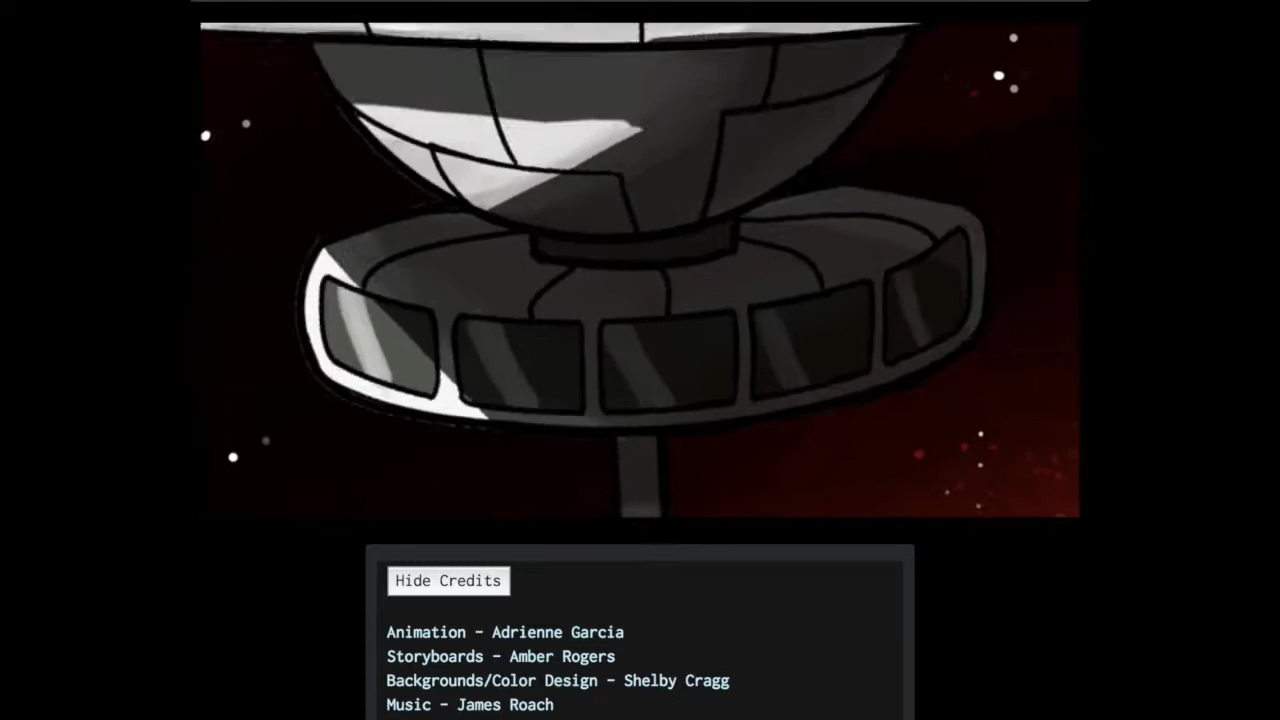 Hide Credits
Animation – Adrienne Garcia
Storyboards – Amber Rogers
Backgrounds/Color Design – Shelby Cragg
Music – James Roach